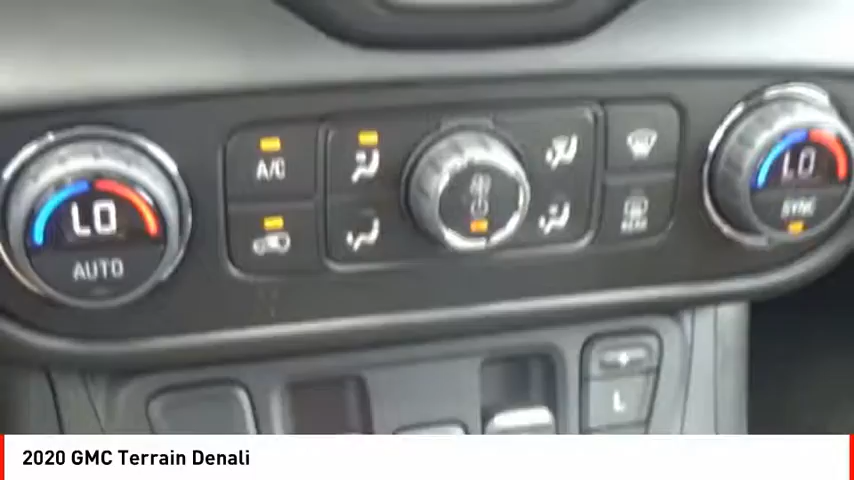 LO
AUTO
A/C
LO
SYNC
REAR
L
2020 GMC Terrain Denali